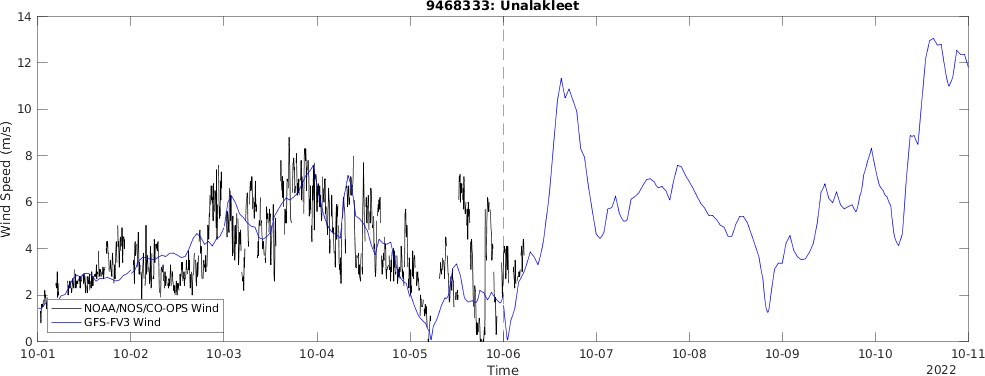 9468333: Unalakleet
14
12
10
8
6
4
2
0
Wind Speed (m/s)
NOAA/NOS/CO-OPS Wind
GFS-FV3 Wind
10-01 10-02 10-03 10-04 10-05 10-06 10-07 10-08 10-09 10-10 10-11
Time
2022